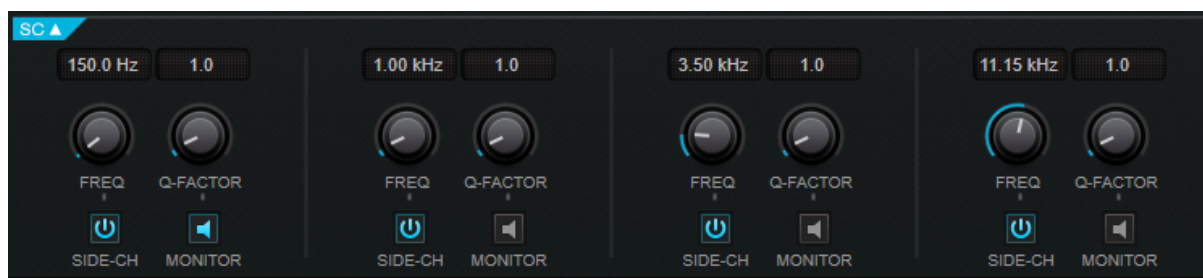 SC
150.0 Hz 1.0 1.00 kHz 1.0 3.50 kHz 1.0 11.15 kHz 1.0
FREQ Q-FACTOR FREQ Q-FACTOR FREQ Q-FACTOR FREQ Q-FACTOR
SIDE-CH MONITOR SIDE-CH MONITOR SIDE-CH MONITOR SIDE-CH MONITOR